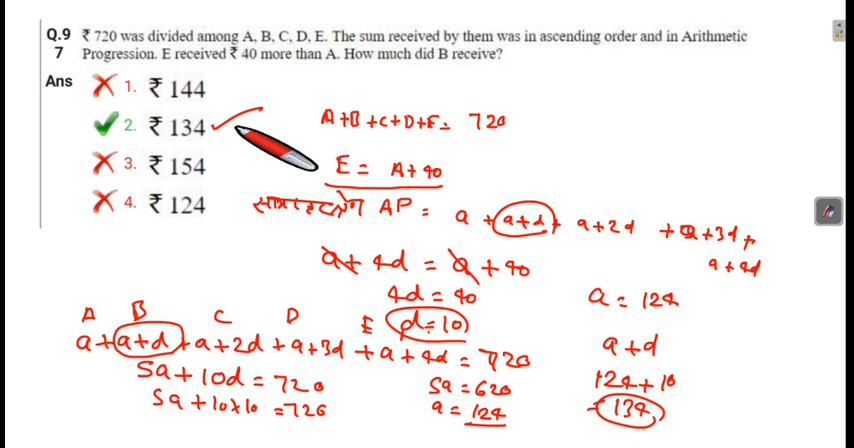 Q.9 ₹ 720 was divided among A, B, C, D, E. The sum received by them was in ascending order and in Arithmetic
7 Progression. E received ₹ 40 more than A. How much did B receive?
Ans
1. ₹ 144
2. ₹ 134
3. ₹ 154
4. ₹ 124
A+B+C+D+E= 720
E = A+40
AP = a + a+d + a+2d + a+3d + a+4d
a+4d = a+40
4d = 40
d=10
A B C D E
a+a+d+a+2d+a+3d+a+4d = 720
5a+10d = 720
5a+10x10 =720
5a=620
a=124
a = 124
a+d
124+10
=134